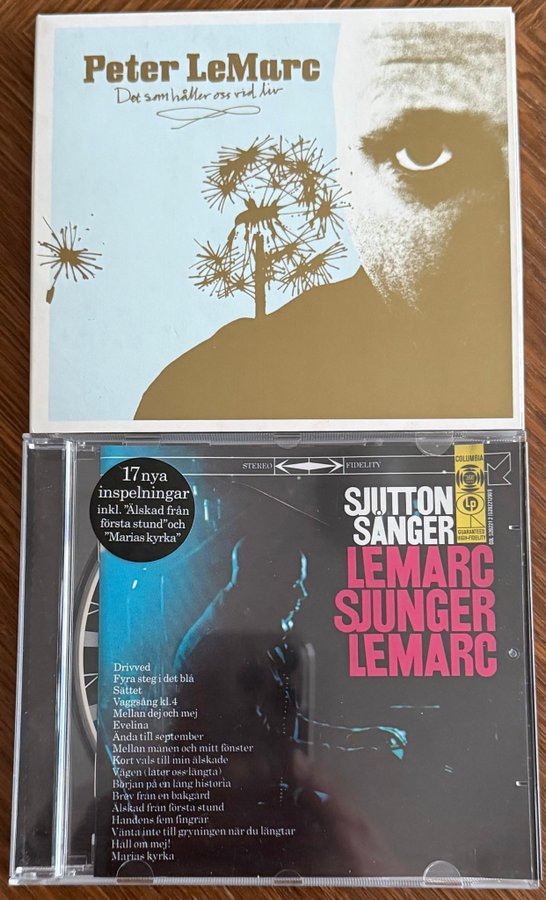 Peter LeMarc
Det som håller oss vid liv
17 nya
inspelningar
inkl. "Älskad från
första stund" och
"Marias kyrka"
STEREO FIDELITY
COLUMBIA
LP
GUARANTEED
HIGH-FIDELITY
SJUTTON
SÅNGER
LEMARC
SJUNGER
LEMARC
Drivved
Fyra steg i det blå
Sättet
Vaggsång kl.4
Mellan dej och mej
Evelina
Ända till september
Mellan månen och mitt fönster
Kort vals till min älskade
Vägen (låter oss längta)
Början på en lång historia
Brev från en bakgård
Älskad från första stund
Handens fem fingrar
Vänta inte till gryningen när du längtar
Håll om mej!
Marias kyrka